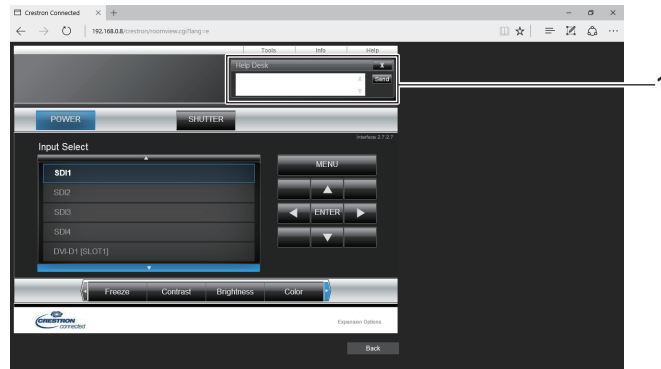 Crestron Connected
192.168.0.8/crestron/roomview.cgi?lang=e
Tools Info Help
Help Desk X
Send
1
POWER SHUTTER
Interface 2.7.2.7
Input Select
MENU
SDI1
SDI2
SDI3 ENTER
SDI4
DVI-D1 [SLOT1]
Freeze Contrast Brightness Color
CRESTRON
connected
Expansion Options
Back